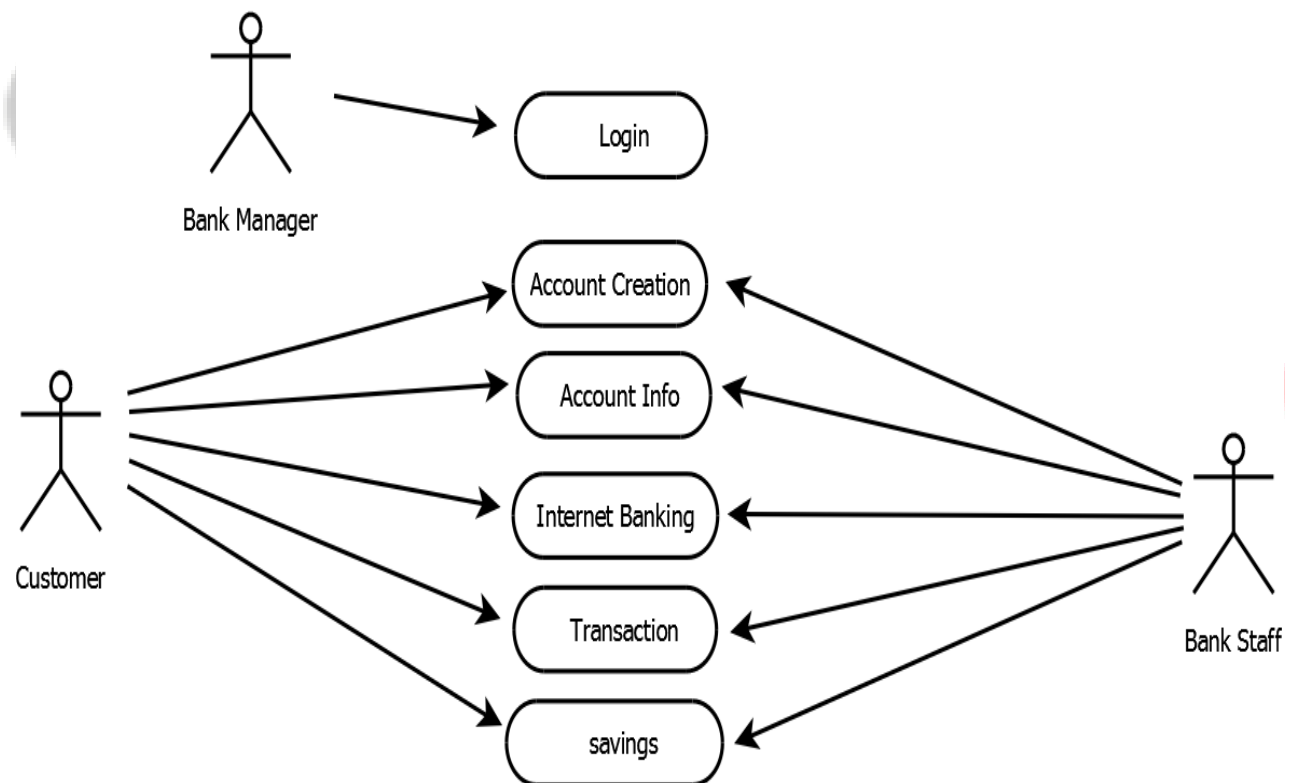 Login
Bank Manager
Account Creation
Account Info
Internet Banking
Customer
Transaction
Bank Staff
savings